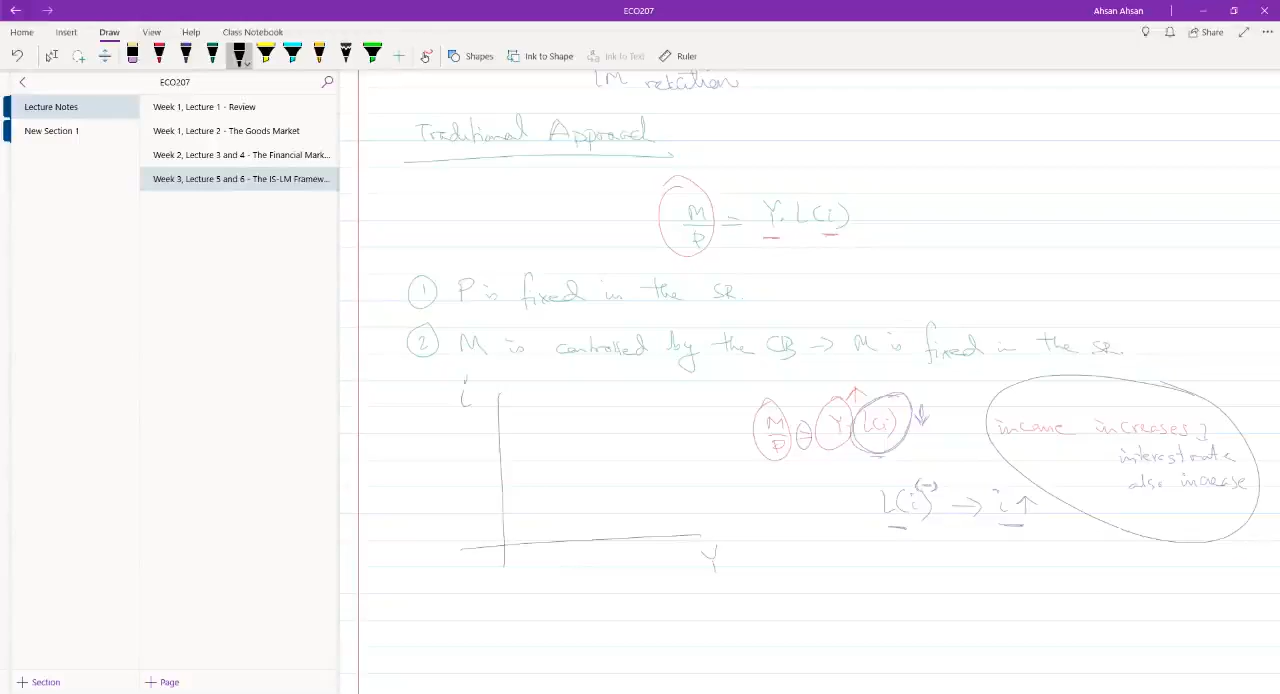 ECO207
Ahsan Ahsan
Home Insert Draw View Help Class Notebook
Share
Shapes Ink to Shape Ink to Text Ruler
ECO207
Lecture Notes
New Section 1
Week 1, Lecture 1 - Review
Week 1, Lecture 2 - The Goods Market
Week 2, Lecture 3 and 4 - The Financial Mark...
Week 3, Lecture 5 and 6 - The IS-LM Framew...
LM relation
Traditional Approach
M/P = Y. L(i)
① P is fixed in the SR.
② M is controlled by the CB → M is fixed in the SR.
i
M/P = Y ↑ L(i) ↓
income increases,
interest rate
also increase
L(i) (-) → i ↑
Y
+ Section
+ Page